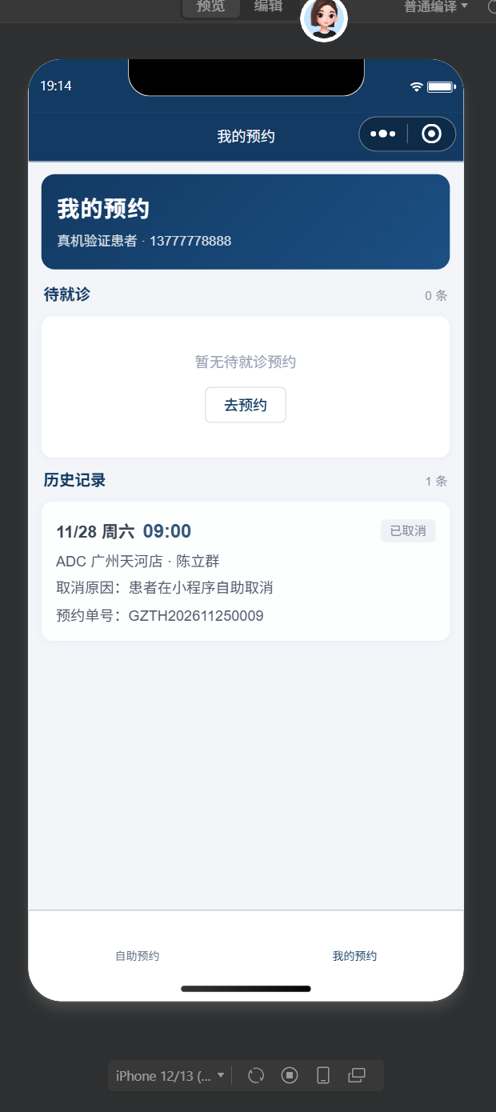 预览 编辑 普通编译
19:14
我的预约
我的预约
真机验证患者 · 13777778888
待就诊 0 条
暂无待就诊预约
去预约
历史记录 1 条
11/28 周六 09:00 已取消
ADC 广州天河店 · 陈立群
取消原因：患者在小程序自助取消
预约单号：GZTH202611250009
自助预约 我的预约
iPhone 12/13 (...